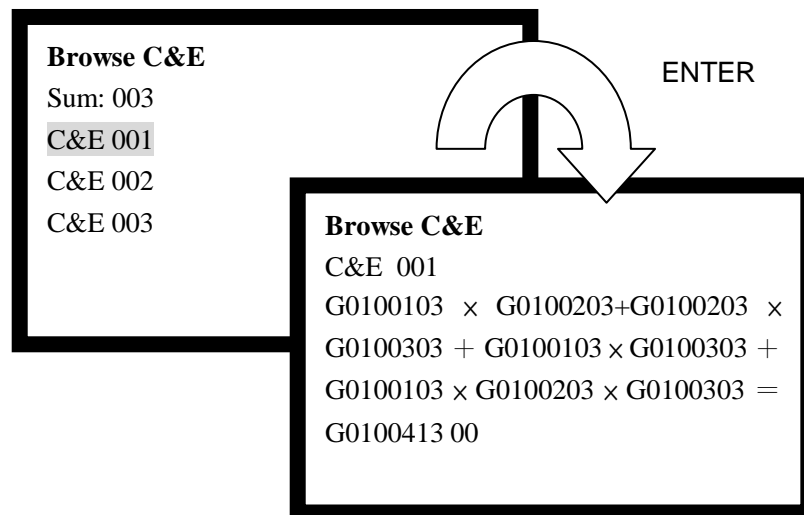 Browse C&E
Sum: 003
C&E 001
C&E 002
C&E 003
ENTER
Browse C&E
C&E 001
G0100103 × G0100203+G0100203 ×
G0100303 + G0100103 × G0100303 +
G0100103 × G0100203 × G0100303 =
G0100413 00